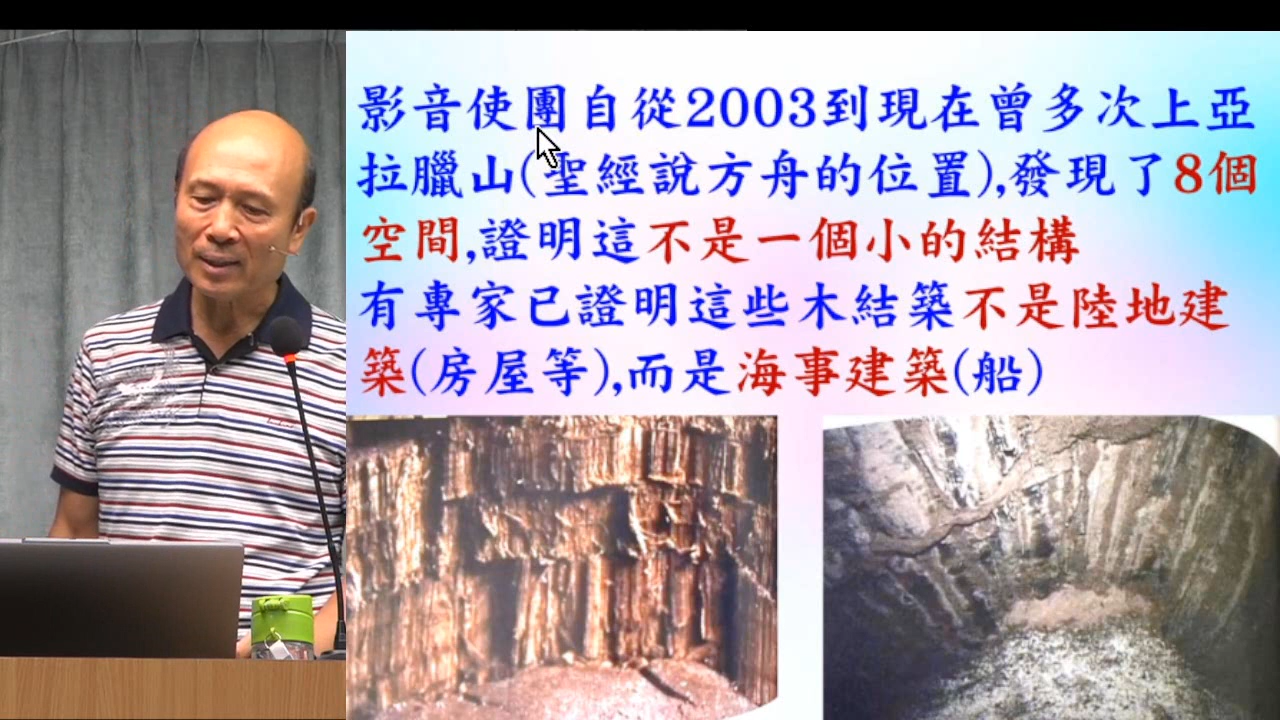 影音使團自從2003到現在曾多次上亞
拉臘山(聖經說方舟的位置),發現了8個
空間,證明這不是一個小的結構
有專家已證明這些木結築不是陸地建
築(房屋等),而是海事建築(船)